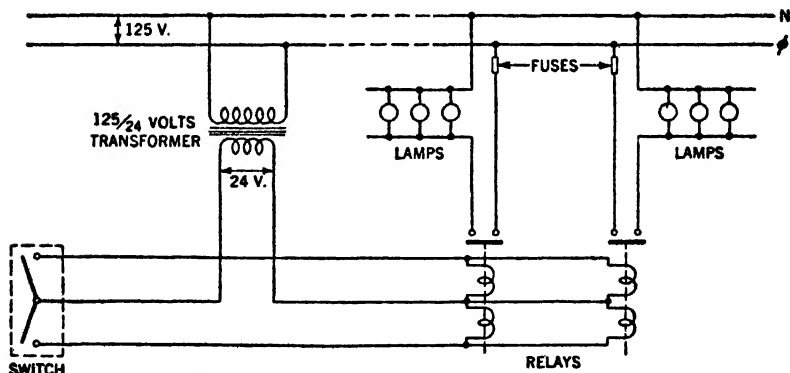 N
125 V.
ϕ
FUSES
125/24 VOLTS
TRANSFORMER
LAMPS
LAMPS
24 V.
SWITCH
RELAYS